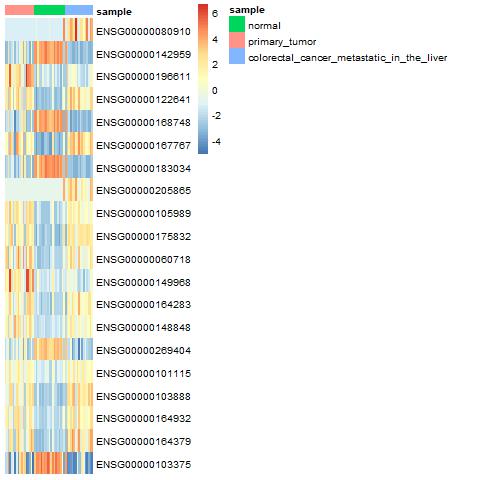 sample
ENSG00000080910
ENSG00000142959
ENSG00000196611
ENSG00000122641
ENSG00000168748
ENSG00000167767
ENSG00000183034
ENSG00000205865
ENSG00000105989
ENSG00000175832
ENSG00000060718
ENSG00000149968
ENSG00000164283
ENSG00000148848
ENSG00000269404
ENSG00000101115
ENSG00000103888
ENSG00000164932
ENSG00000164379
ENSG00000103375
6
4
2
0
-2
-4
sample
normal
primary_tumor
colorectal_cancer_metastatic_in_the_liver